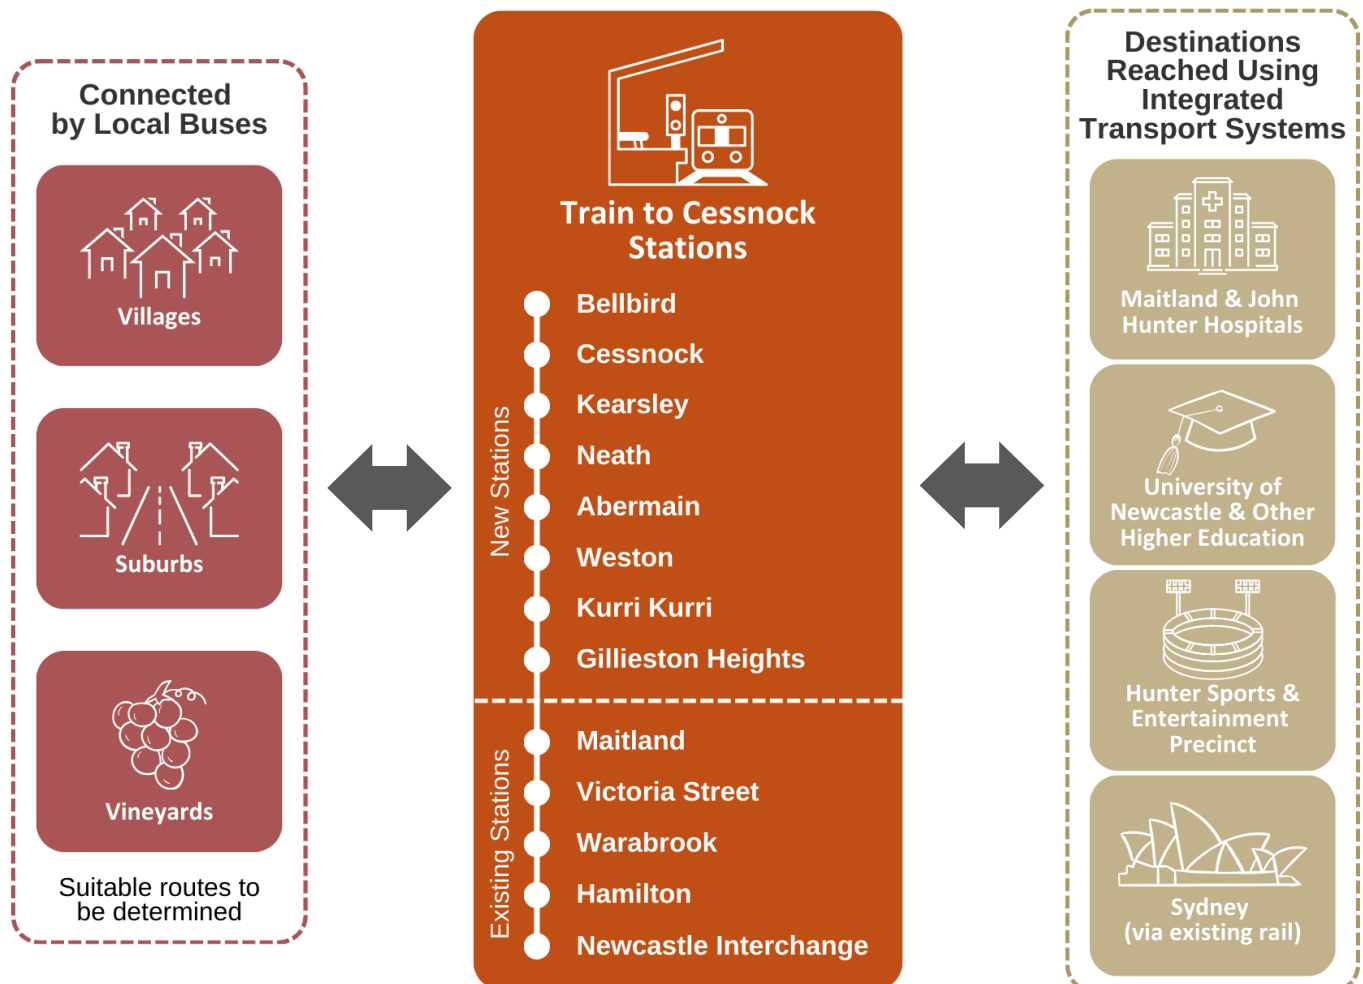 Connected
by Local Buses
Villages
Suburbs
Vineyards
Suitable routes to
be determined
Train to Cessnock
Stations
New Stations
Bellbird
Cessnock
Kearsley
Neath
Abermain
Weston
Kurri Kurri
Gillieston Heights
Existing Stations
Maitland
Victoria Street
Warabrook
Hamilton
Newcastle Interchange
Destinations
Reached Using
Integrated
Transport Systems
Maitland & John
Hunter Hospitals
University of
Newcastle & Other
Higher Education
Hunter Sports &
Entertainment
Precinct
Sydney
(via existing rail)